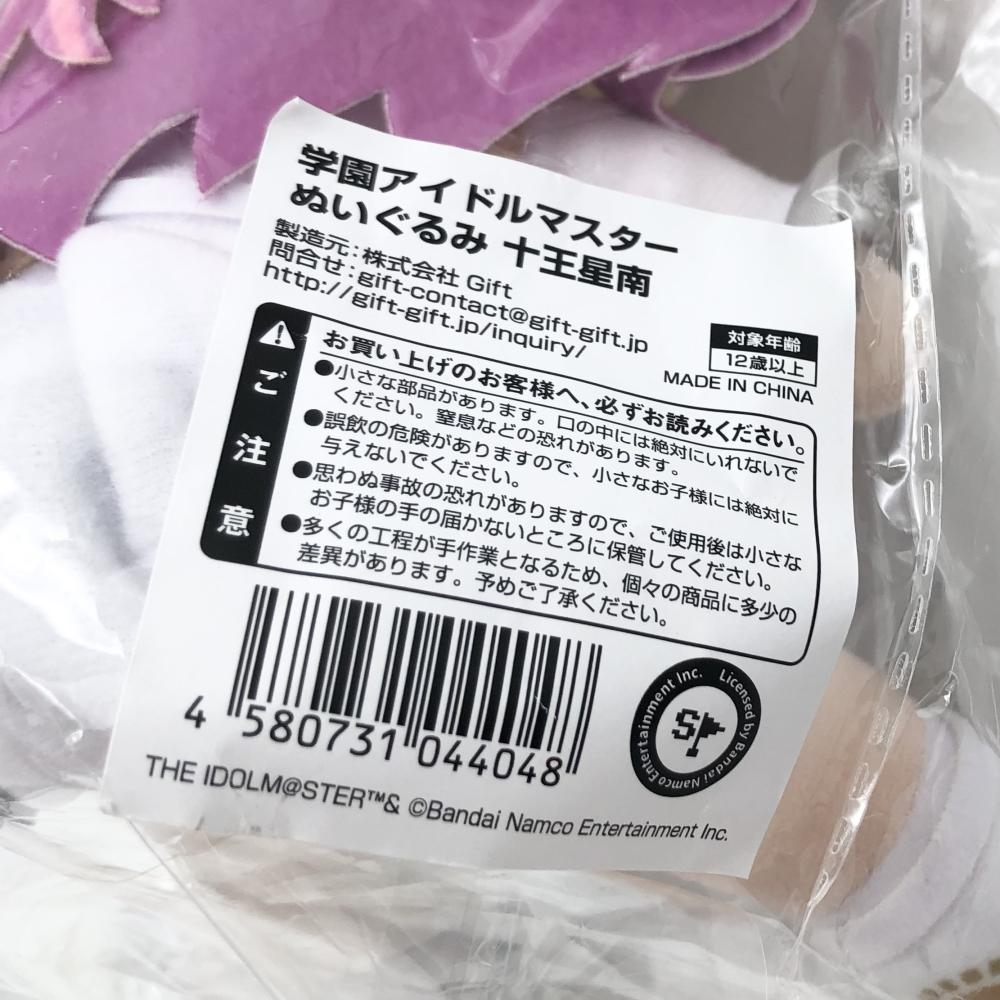 学園アイドルマスター
ぬいぐるみ 十王星南
製造元：株式会社 Gift
問合せ：gift-contact@gift-gift.jp
http://gift-gift.jp/inquiry/
対象年齢
12歳以上
MADE IN CHINA
ご注意
お買い上げのお客様へ、必ずお読みください。
●小さな部品があります。口の中には絶対にいれないで
ください。窒息などの恐れがあります。
●誤飲の危険がありますので、小さなお子様には絶対に
与えないでください。
●思わぬ事故の恐れがありますので、ご使用後は小さな
お子様の手の届かないところに保管してください。
●多くの工程が手作業となるため、個々の商品に多少の
差異があります。予めご了承ください。
4 580731 044048
Licensed by Bandai Namco Entertainment Inc.
SP
THE IDOLM@STER™& ©Bandai Namco Entertainment Inc.